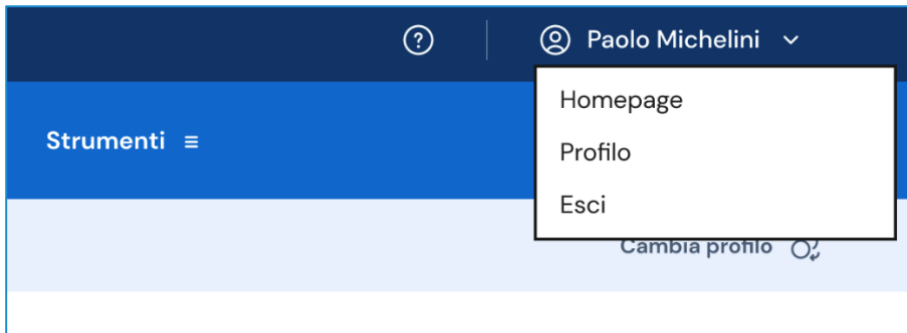 Paolo Michelini
Homepage
Strumenti
Profilo
Esci
Cambia profilo